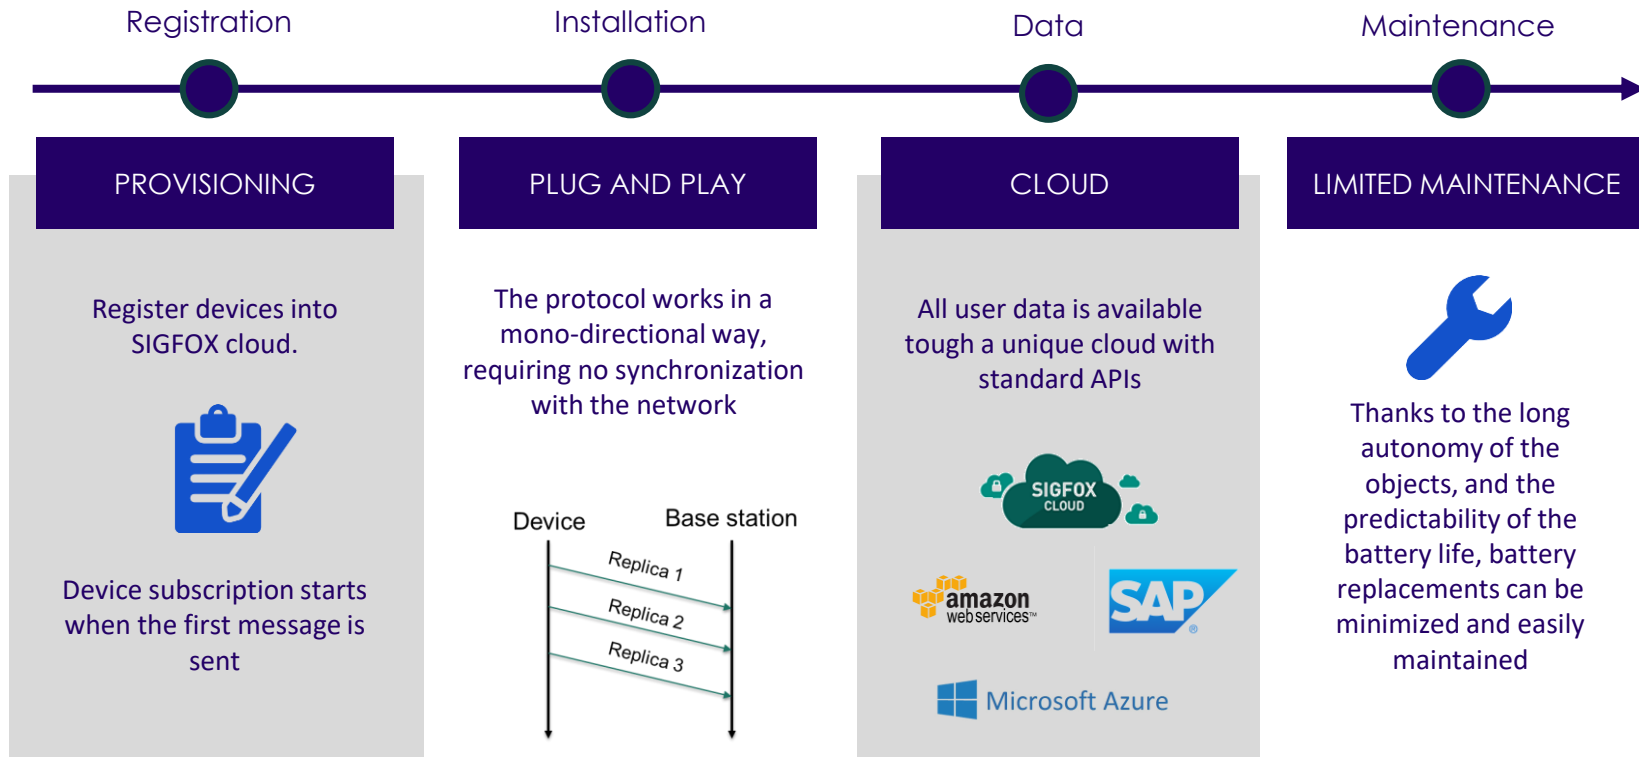 Registration
Installation
Data
Maintenance
PROVISIONING
PLUG AND PLAY
CLOUD
LIMITED MAINTENANCE
Register devices into
SIGFOX cloud.
Device subscription starts
when the first message is
sent
The protocol works in a
mono-directional way,
requiring no synchronization
with the network
Device
Base station
Replica 1
Replica 2
Replica 3
All user data is available
tough a unique cloud with
standard APIs
SIGFOX
CLOUD
amazon
webservices™
SAP®
Microsoft Azure
Thanks to the long
autonomy of the
objects, and the
predictability of the
battery life, battery
replacements can be
minimized and easily
maintained